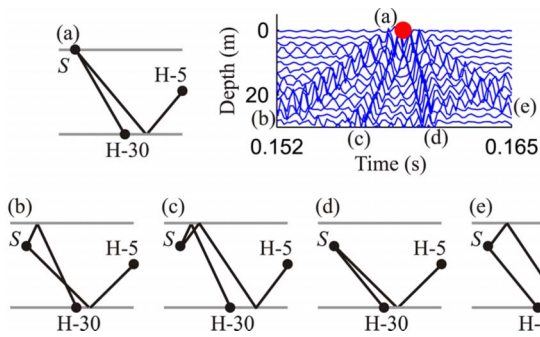 (a)
S
H-5
H-30
Depth (m)
0
20
(a)
(b)
(c)
(d)
(e)
0.152
0.165
Time (s)
(b)
S
H-5
H-30
(c)
S
H-5
H-30
(d)
S
H-5
H-30
(e)
S
H-